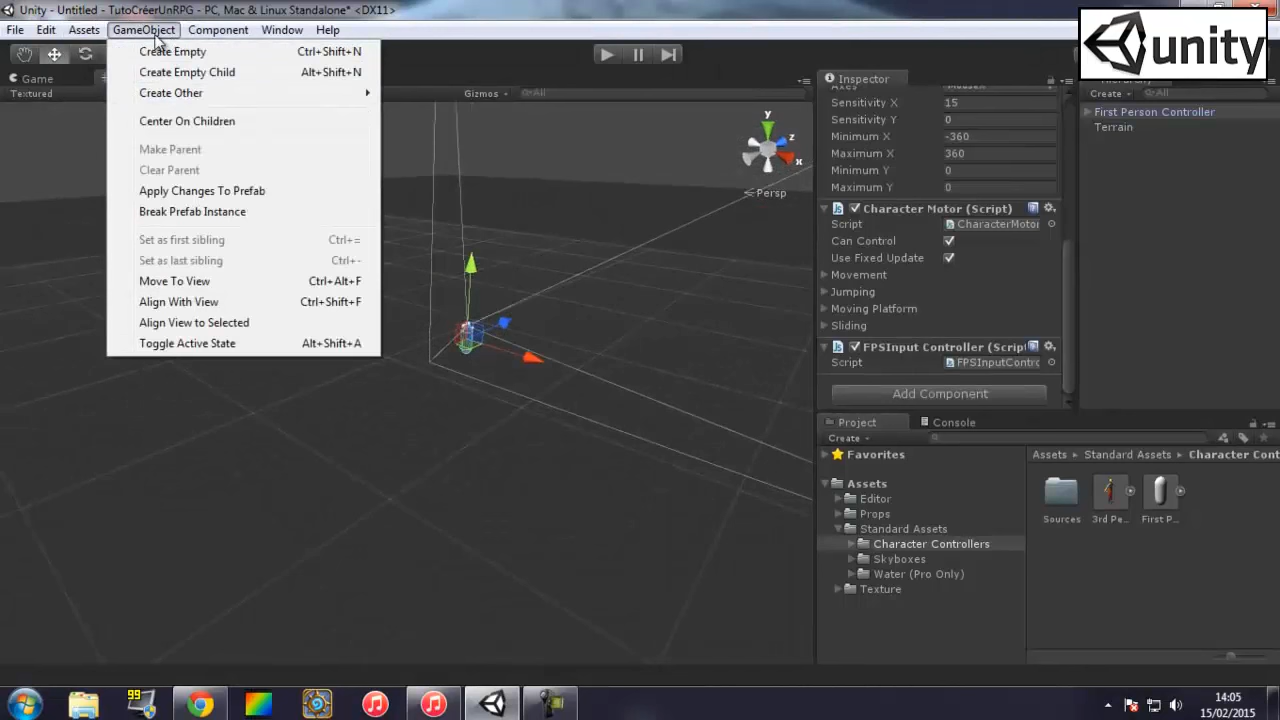 Unity - Untitled - TutoCréerUnRPG - PC, Mac & Linux Standalone* <DX11>
unity
File Edit Assets GameObject Component Window Help
Create Empty Ctrl+Shift+N
Create Empty Child Alt+Shift+N
Create Other
Center On Children
Make Parent
Clear Parent
Apply Changes To Prefab
Break Prefab Instance
Set as first sibling Ctrl+=
Set as last sibling Ctrl+-
Move To View Ctrl+Alt+F
Align With View Ctrl+Shift+F
Align View to Selected
Toggle Active State Alt+Shift+A
Game
Textured
Gizmos All
y
z
x
Persp
Inspector
Sensitivity X 15
Sensitivity Y 0
Minimum X -360
Maximum X 360
Minimum Y 0
Maximum Y 0
Character Motor (Script)
Script CharacterMotor
Can Control
Use Fixed Update
Movement
Jumping
Moving Platform
Sliding
FPSInput Controller (Script
Script FPSInputContro
Add Component
Create All
First Person Controller
Terrain
Project Console
Create
Favorites
Assets
Editor
Props
Standard Assets
Character Controllers
Skyboxes
Water (Pro Only)
Texture
Assets Standard Assets Character Cont
Sources 3rd Pe... First P...
99
14:05
15/02/2015